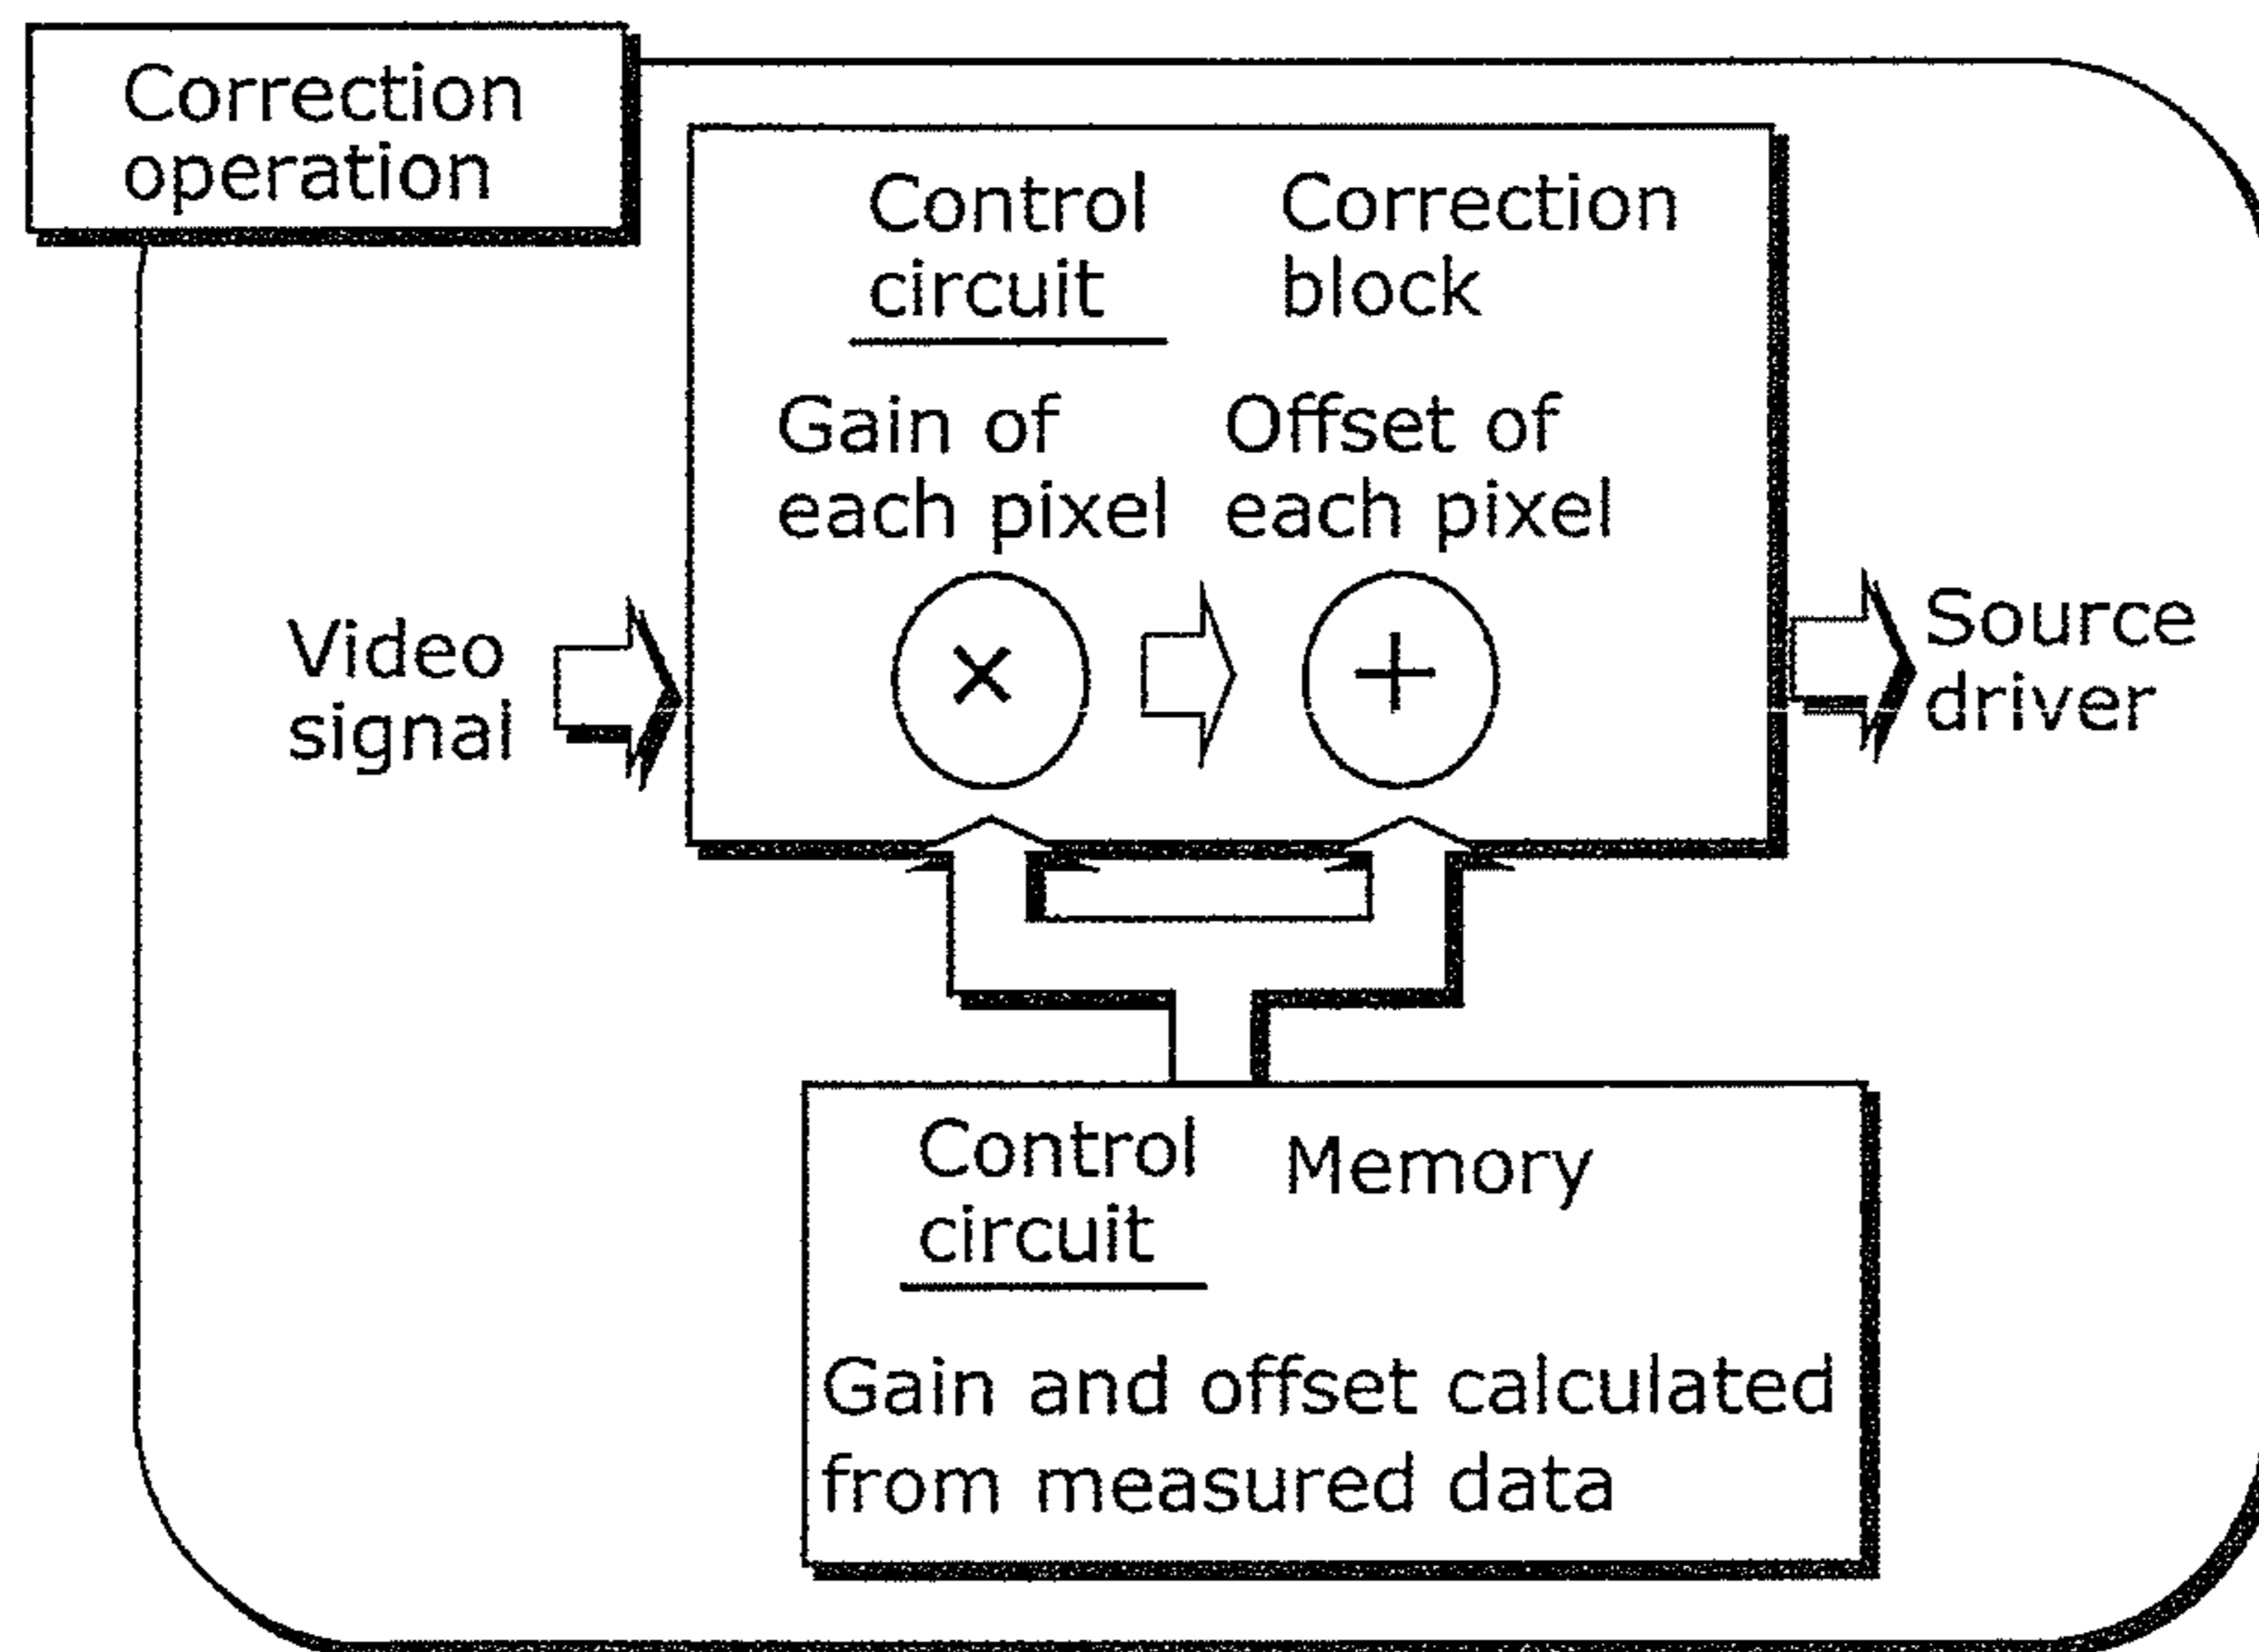 Correction
operation
Control
circuit
Correction
block
Gain of
each pixel
Offset of
each pixel
Video
signal
×
+
Source
driver
Control
circuit
Memory
Gain and offset calculated
from measured data